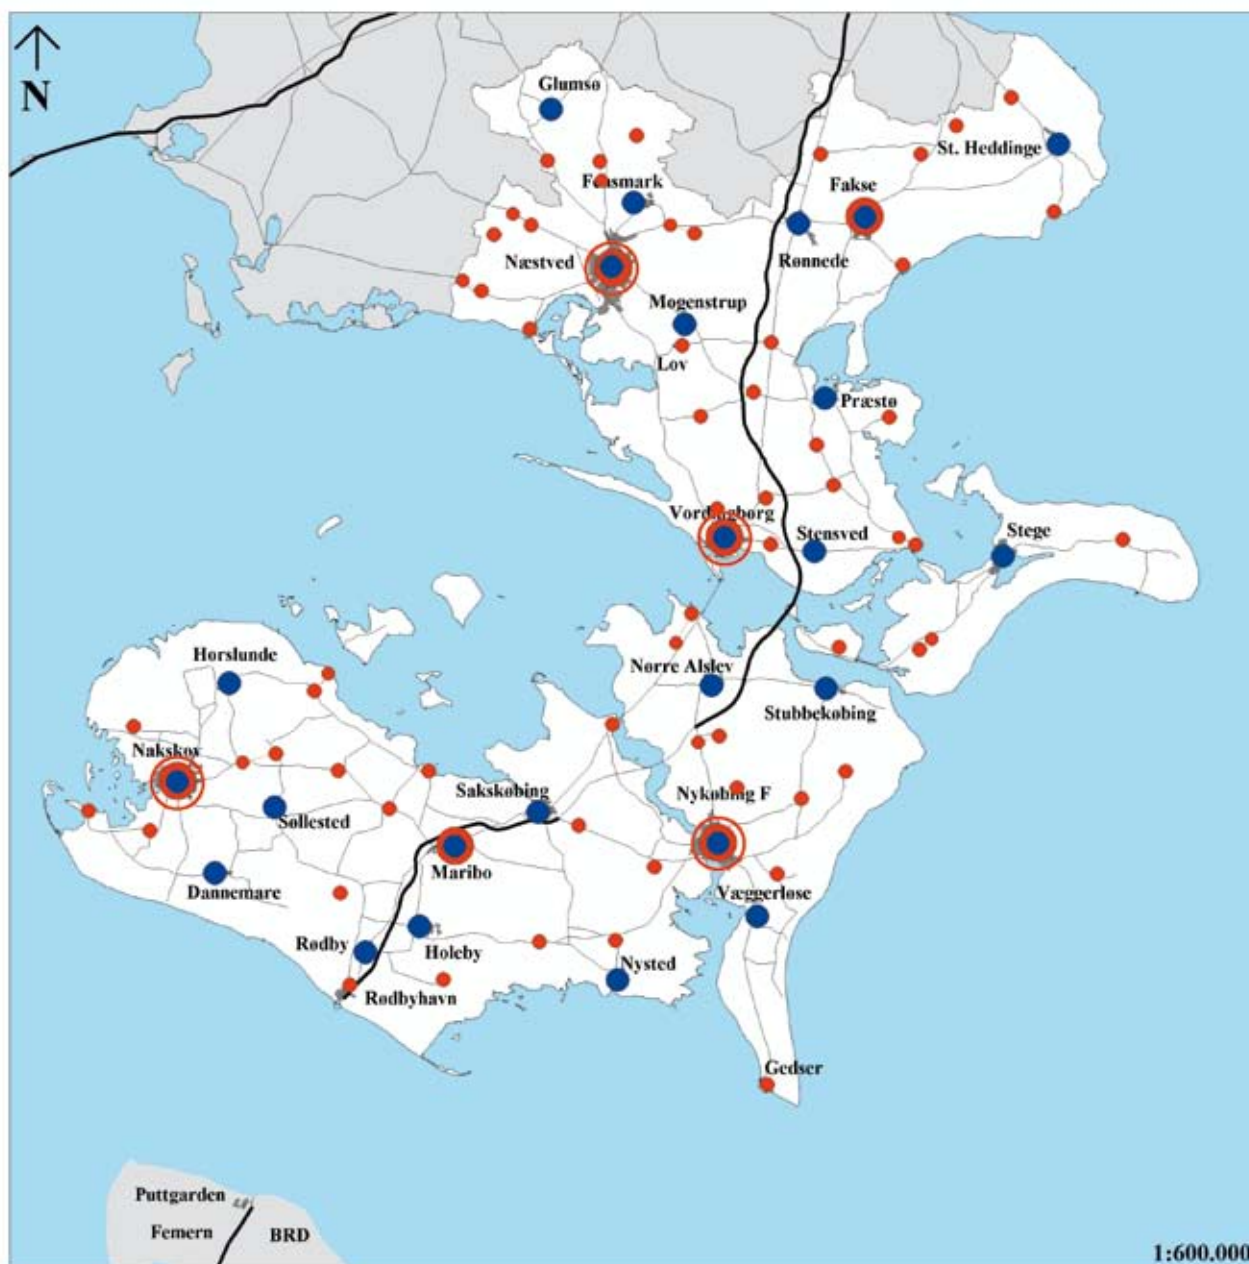 N
Glumsø
St. Heddinge
Fensmark
Fakse
Næstved
Rønnede
Mogenstrup
Lov
Præstø
Vordingborg
Stensved
Stege
Horslunde
Nørre Alslev
Stubbekøbing
Nakskov
Sakskøbing
Nykøbing F
Søllested
Maribo
Dannemare
Væggerløse
Rødby
Holeby
Nysted
Rødbyhavn
Gedser
Puttgarden
Femern
BRD
1:600.000